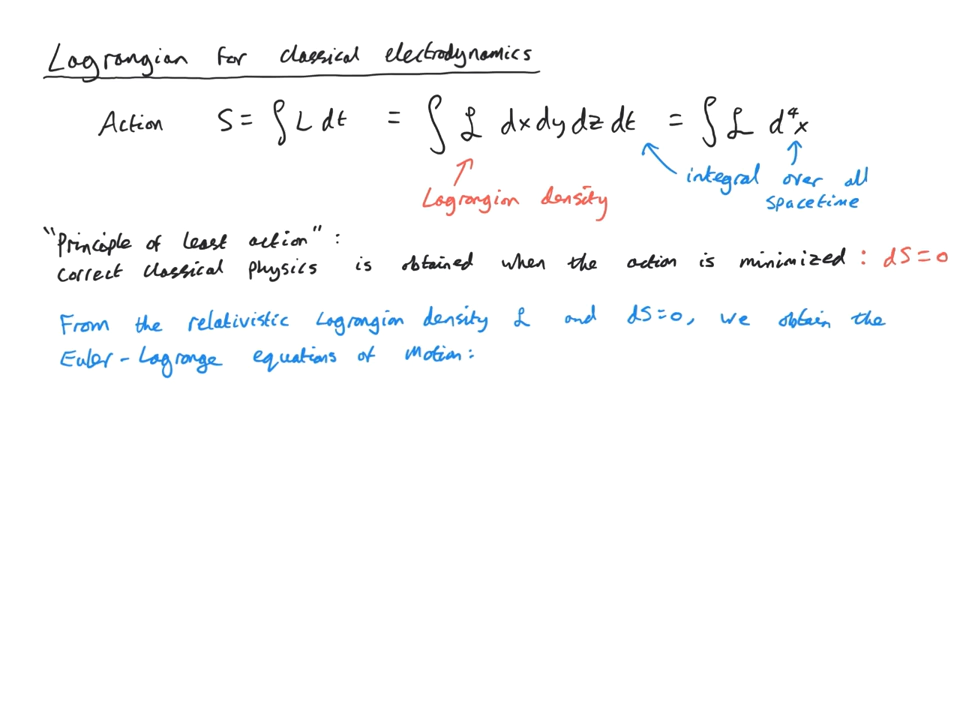 Lagrangian for classical electrodynamics
Action S = ∫ L dt = ∫ ℒ dx dy dz dt = ∫ ℒ d⁴x
Lagrangian density
integral over all
spacetime
"Principle of least action":
correct classical physics is obtained when the action is minimized : dS = 0
From the relativistic Lagrangian density ℒ and dS=0, we obtain the
Euler-Lagrange equations of motion: